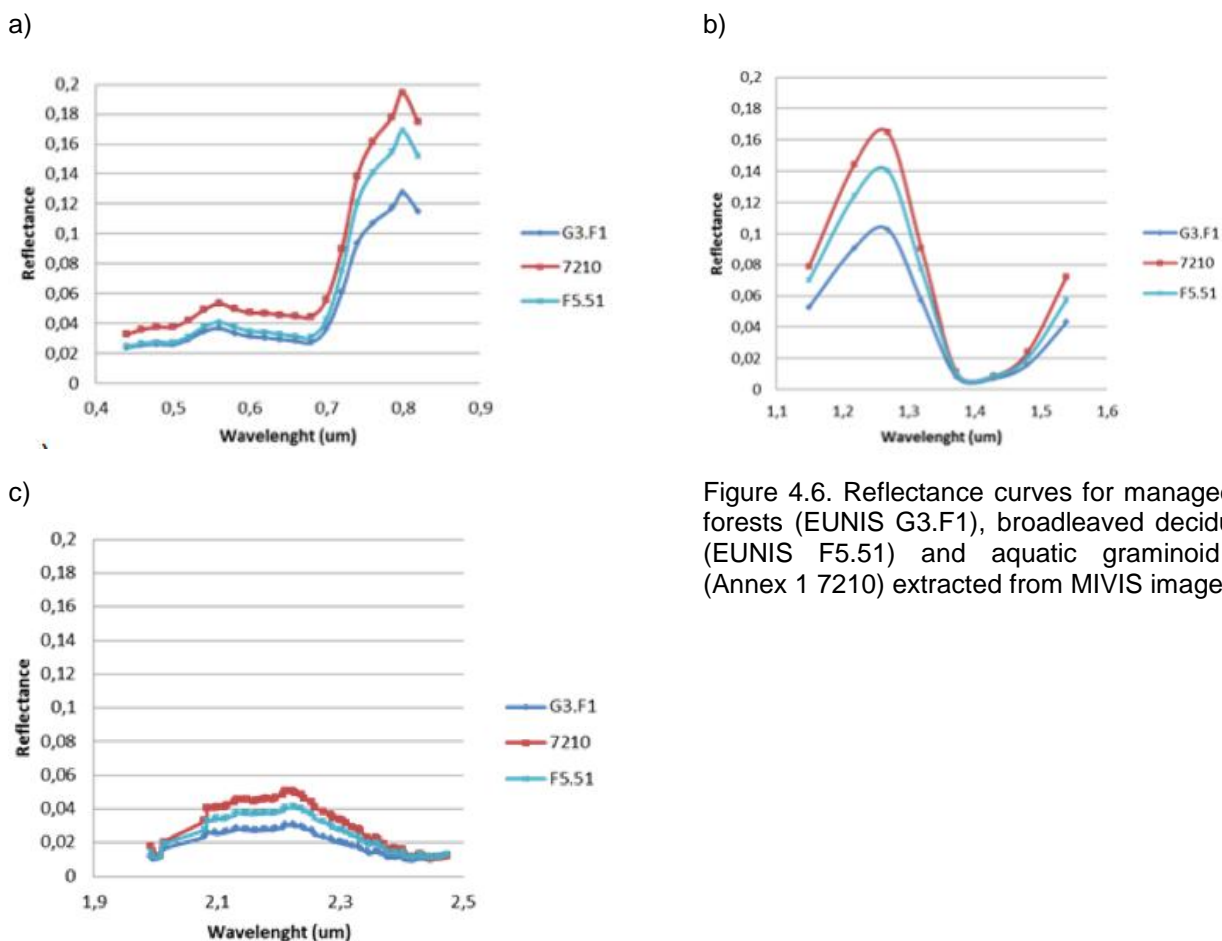 a)
0,2
0,18
0,16
0,14
0,12
0,1
0,08
0,06
0,04
0,02
0
Reflectance
0,4 0,5 0,6 0,7 0,8 0,9
Wavelenght (um)
G3.F1
7210
F5.51
b)
0,2
0,18
0,16
0,14
0,12
0,1
0,08
0,06
0,04
0,02
0
Reflectance
1,1 1,2 1,3 1,4 1,5 1,6
Wavelenght (um)
G3.F1
7210
F5.51
c)
0,2
0,18
0,16
0,14
0,12
0,1
0,08
0,06
0,04
0,02
0
Reflectance
1,9 2,1 2,3 2,5
Wavelenght (um)
G3.F1
7210
F5.51
Figure 4.6. Reflectance curves for managed
forests (EUNIS G3.F1), broadleaved decidu
(EUNIS F5.51) and aquatic graminoid
(Annex 1 7210) extracted from MIVIS image